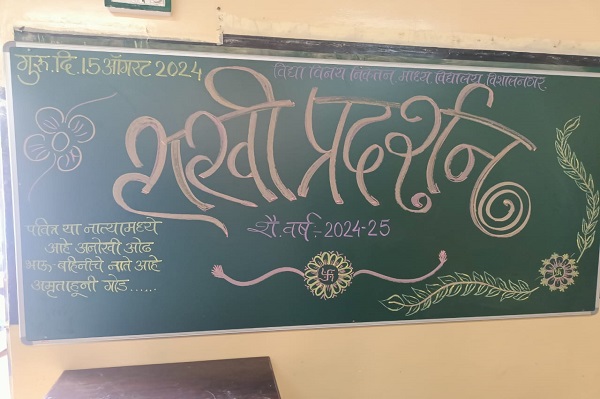 गुरू.दि.15 ऑगस्ट 2024
विद्या विनय निकेतन माध्य विद्यालय विशालनगर.
राखी प्रदर्शन
शै.वर्ष:- 2024-25
पवित्र या नात्यामध्ये
आहे अनोखी ओढ
भाऊ-बहिनीचे नाते आहे
अमृताहूनी गोड......